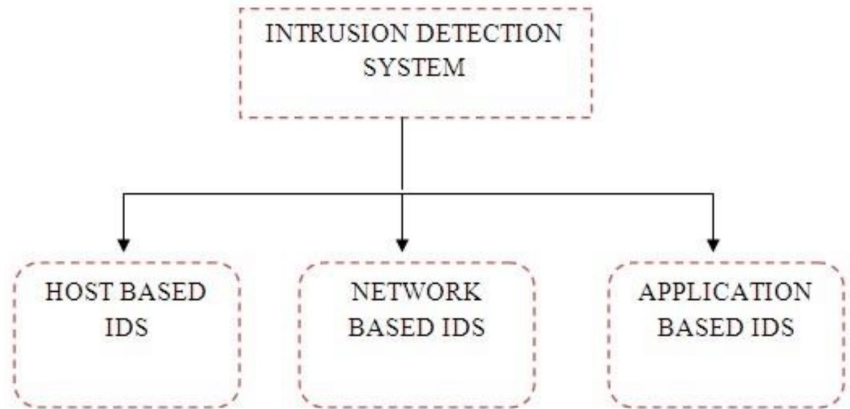 INTRUSION DETECTION
SYSTEM
HOST BASED
IDS
NETWORK
BASED IDS
APPLICATION
BASED IDS